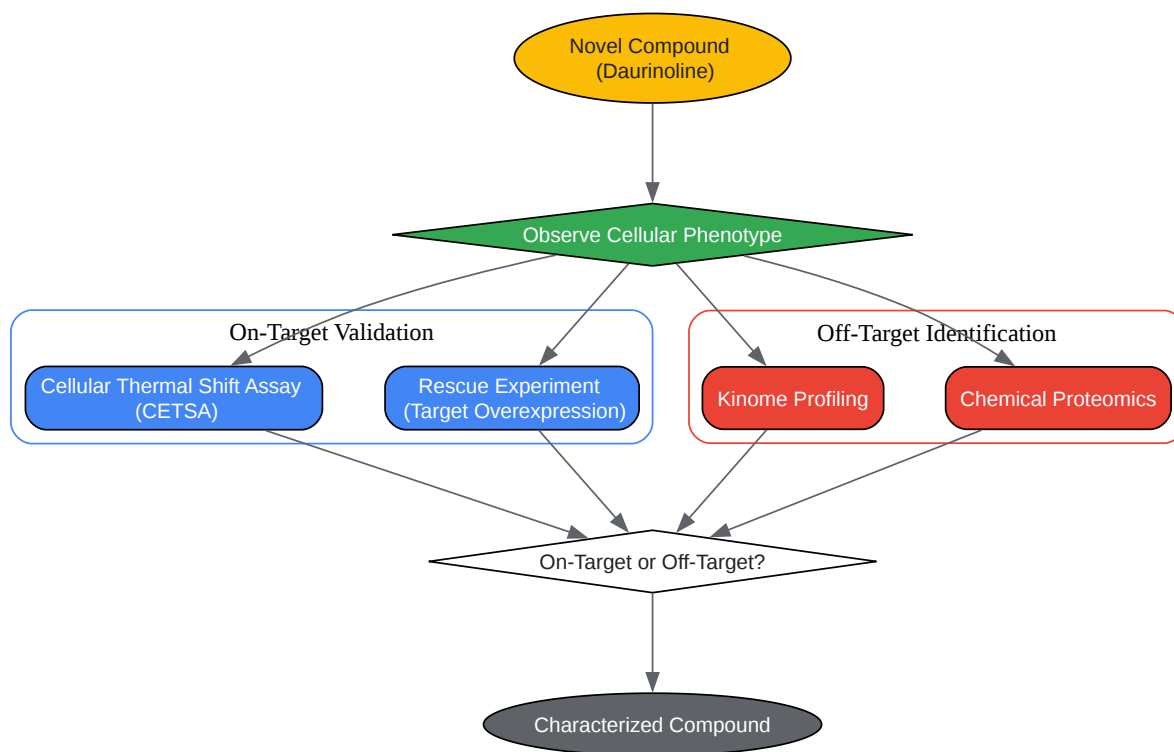 Novel Compound
(Daurinoline)
Observe Cellular Phenotype
On-Target Validation
Cellular Thermal Shift Assay
(CETSA)
Rescue Experiment
(Target Overexpression)
Off-Target Identification
Kinome Profiling
Chemical Proteomics
On-Target or Off-Target?
Characterized Compound